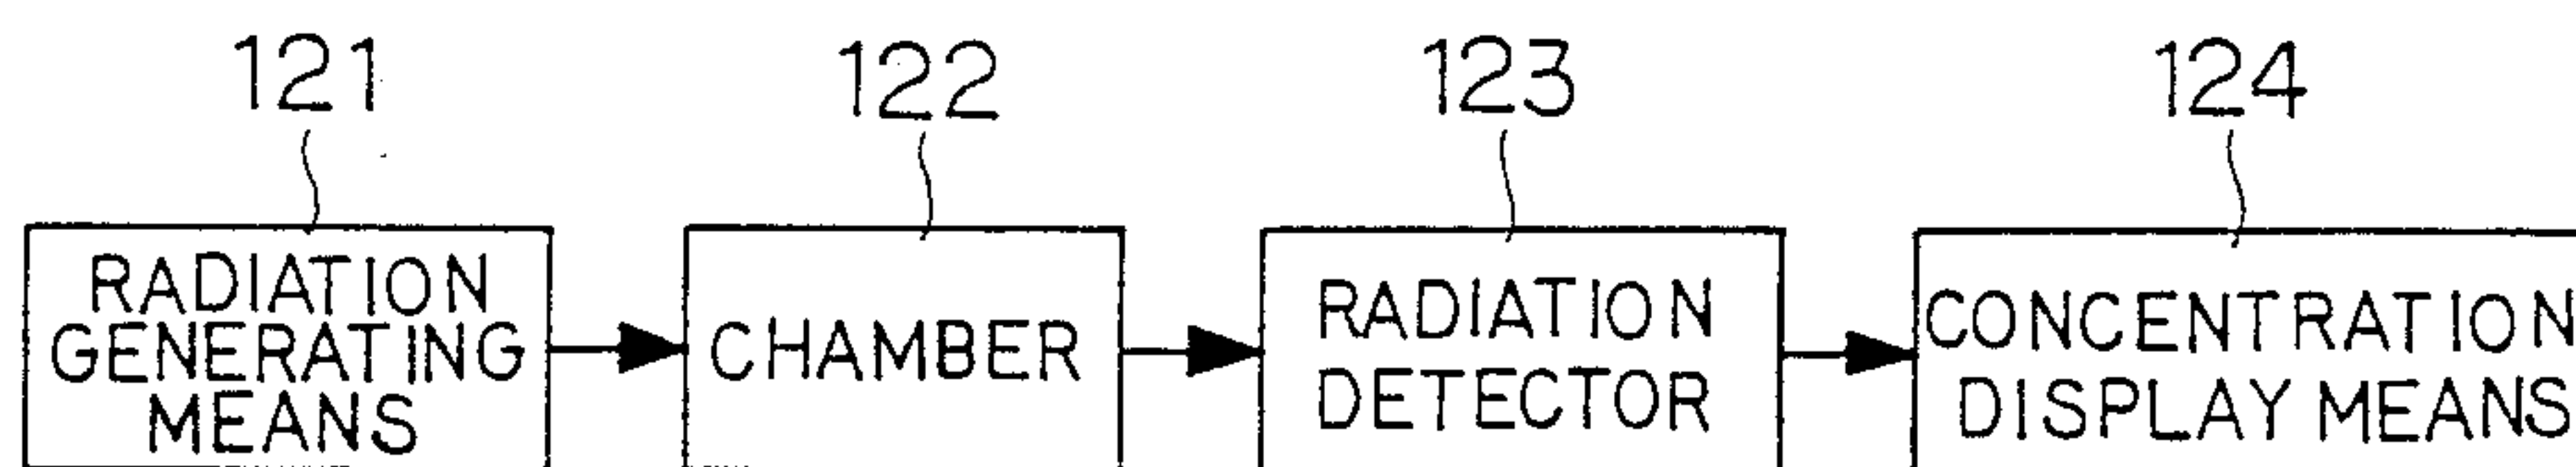 121
122
123
124
RADIATION
GENERATING
MEANS
CHAMBER
RADIATION
DETECTOR
CONCENTRATION
DISPLAY MEANS